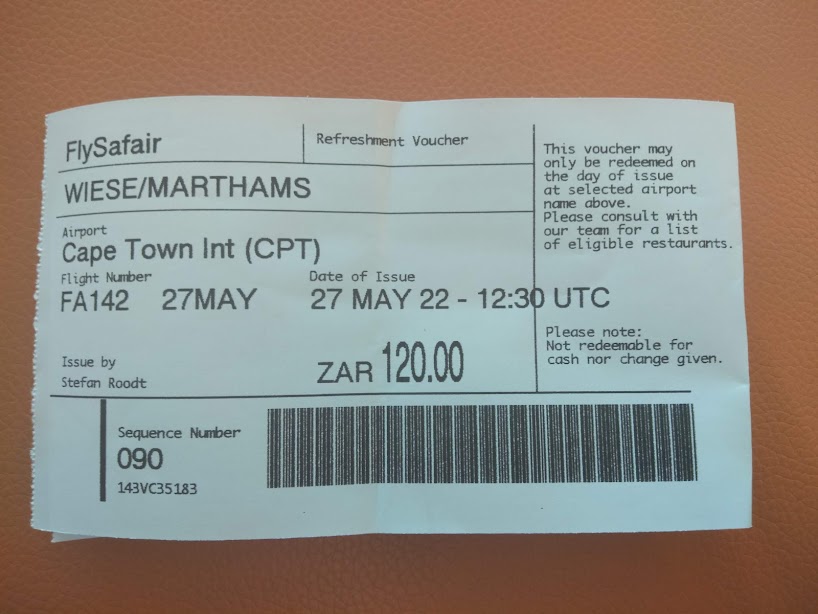 FlySafair
Refreshment Voucher
WIESE/MARTHAMS
Airport
Cape Town Int (CPT)
Flight Number
FA142 27MAY
Date of Issue
27 MAY 22 - 12:30 UTC
Issue by
Stefan Roodt
ZAR 120.00
This voucher may
only be redeemed on
the day of issue
at selected airport
name above.
Please consult with
our team for a list
of eligible restaurants.
Please note:
Not redeemable for
cash nor change given.
Sequence Number
090
143VC35183